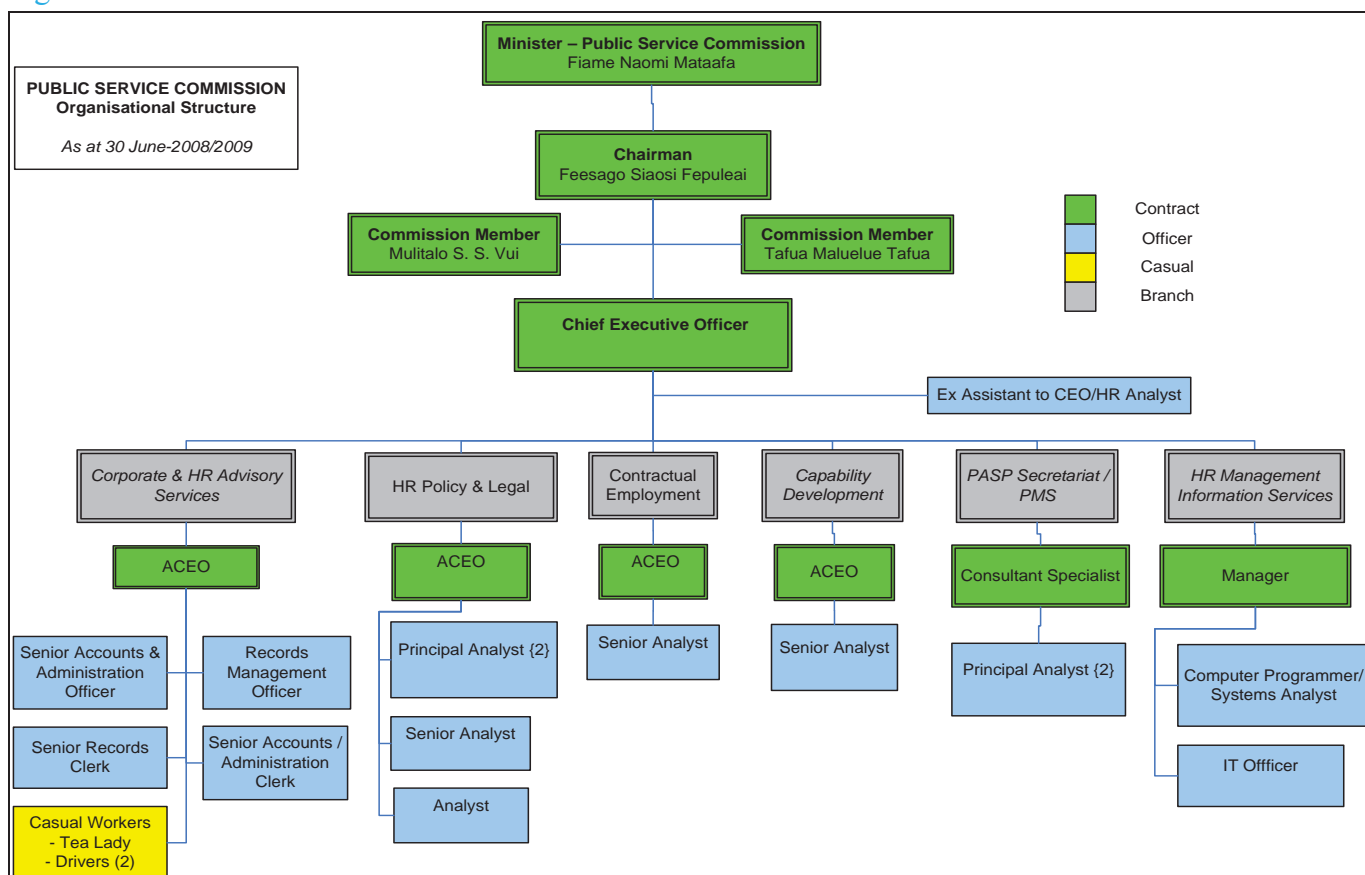 Minister – Public Service Commission
Fiame Naomi Mataafa
PUBLIC SERVICE COMMISSION
Organisational Structure
As at 30 June-2008/2009
Chairman
Feesago Siaosi Fepuleai
Contract
Officer
Casual
Branch
Commission Member
Mulitalo S. S. Vui
Commission Member
Tafua Maluelue Tafua
Chief Executive Officer
Ex Assistant to CEO/HR Analyst
Corporate & HR Advisory
Services
HR Policy & Legal
Contractual
Employment
Capability
Development
PASP Secretariat /
PMS
HR Management
Information Services
ACEO
ACEO
ACEO
ACEO
Consultant Specialist
Manager
Senior Accounts &
Administration
Officer
Records
Management
Officer
Senior Records
Clerk
Senior Accounts /
Administration
Clerk
Casual Workers
- Tea Lady
- Drivers (2)
Principal Analyst {2}
Senior Analyst
Analyst
Senior Analyst
Senior Analyst
Principal Analyst {2}
Computer Programmer/
Systems Analyst
IT Offficer